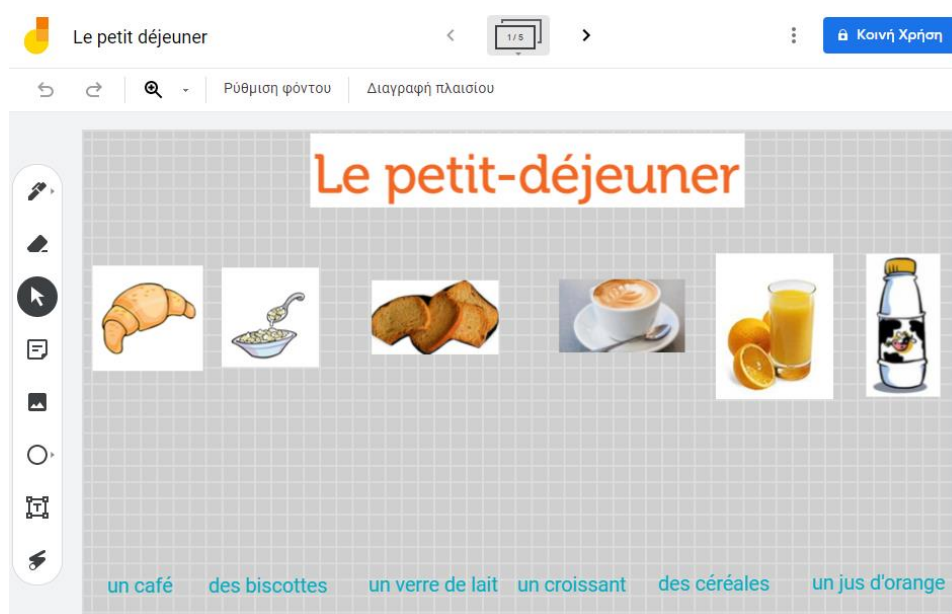 Le petit déjeuner
1 / 5
Κοινή Χρήση
Ρύθμιση φόντου
Διαγραφή πλαισίου
Le petit-déjeuner
un café des biscottes un verre de lait un croissant des céréales un jus d'orange